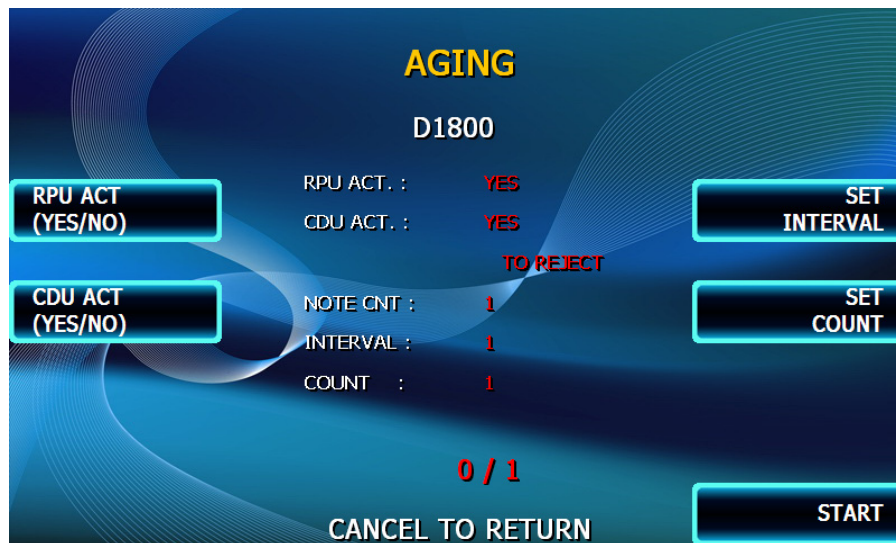 AGING
D1800
RPU ACT
(YES/NO)
RPU ACT. : YES
SET
INTERVAL
CDU ACT. : YES
TO REJECT
CDU ACT
(YES/NO)
NOTE CNT : 1
SET
COUNT
INTERVAL : 1
COUNT : 1
0 / 1
START
CANCEL TO RETURN